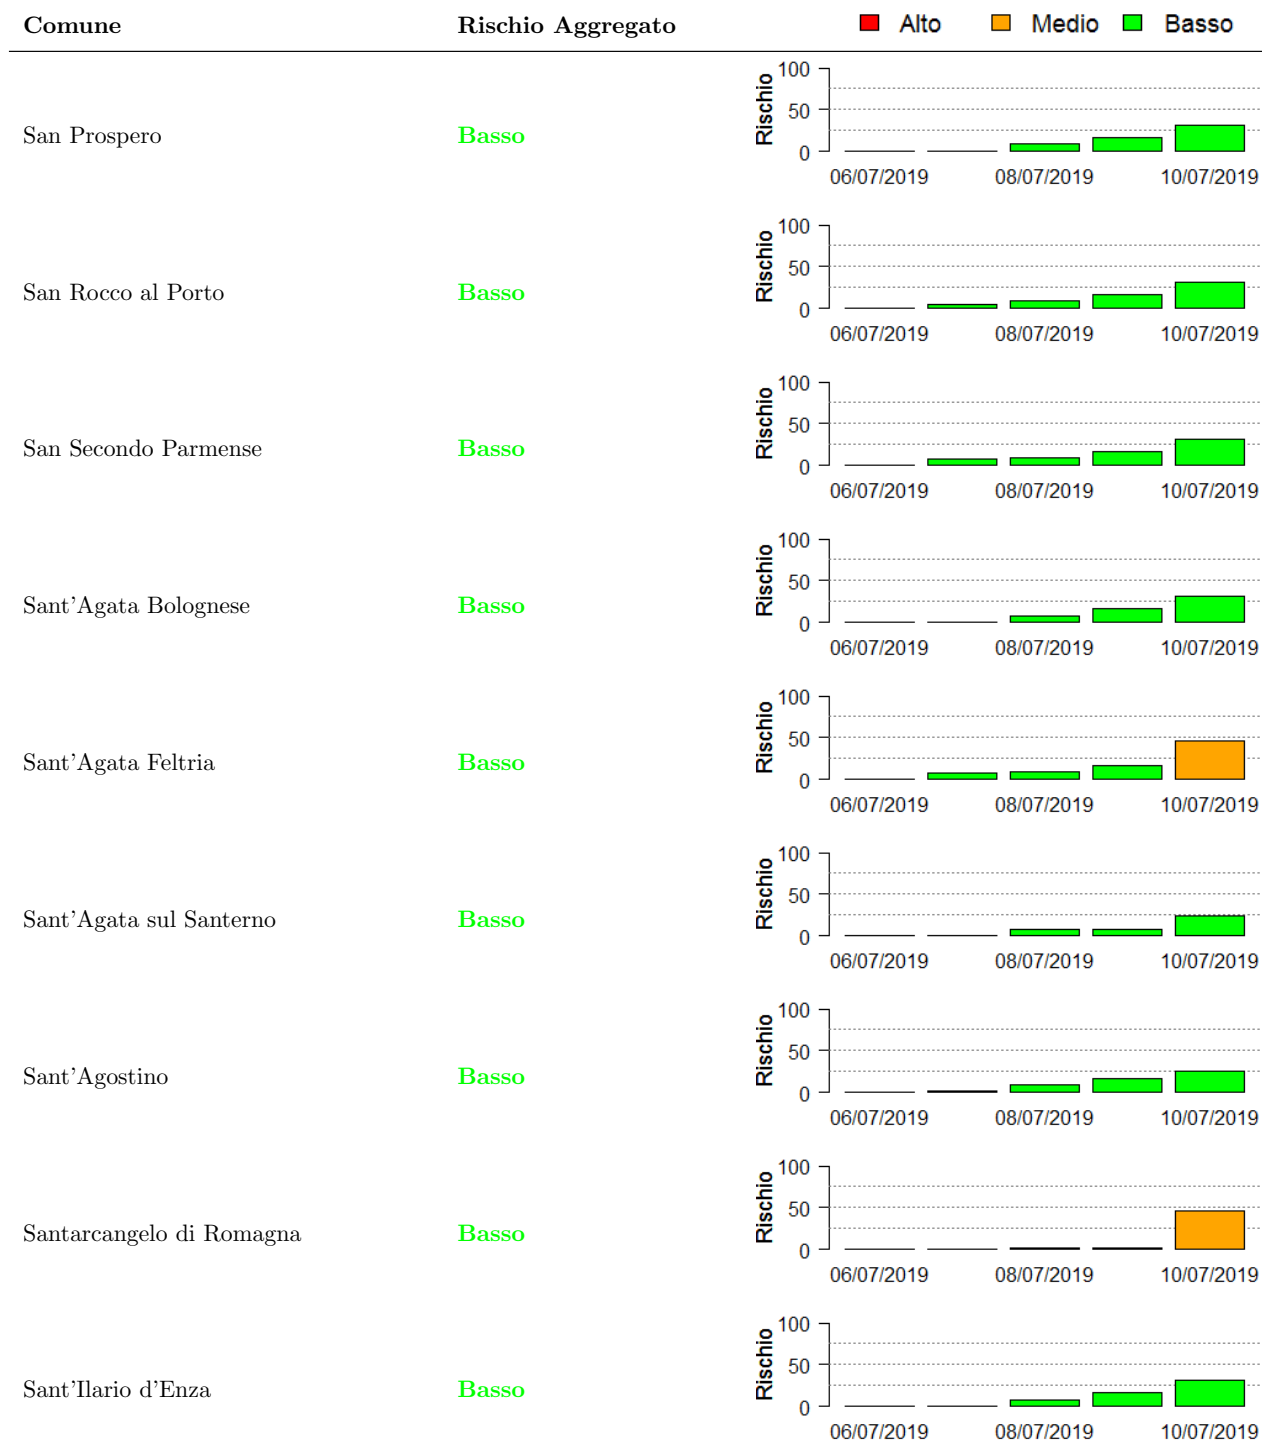 Comune Rischio Aggregato Alto Medio Basso
San Prospero Basso Rischio 100 50 0
06/07/2019 08/07/2019 10/07/2019
San Rocco al Porto Basso Rischio 100 50 0
06/07/2019 08/07/2019 10/07/2019
San Secondo Parmense Basso Rischio 100 50 0
06/07/2019 08/07/2019 10/07/2019
Sant'Agata Bolognese Basso Rischio 100 50 0
06/07/2019 08/07/2019 10/07/2019
Sant'Agata Feltria Basso Rischio 100 50 0
06/07/2019 08/07/2019 10/07/2019
Sant'Agata sul Santerno Basso Rischio 100 50 0
06/07/2019 08/07/2019 10/07/2019
Sant'Agostino Basso Rischio 100 50 0
06/07/2019 08/07/2019 10/07/2019
Santarcangelo di Romagna Basso Rischio 100 50 0
06/07/2019 08/07/2019 10/07/2019
Sant'Ilario d'Enza Basso Rischio 100 50 0
06/07/2019 08/07/2019 10/07/2019